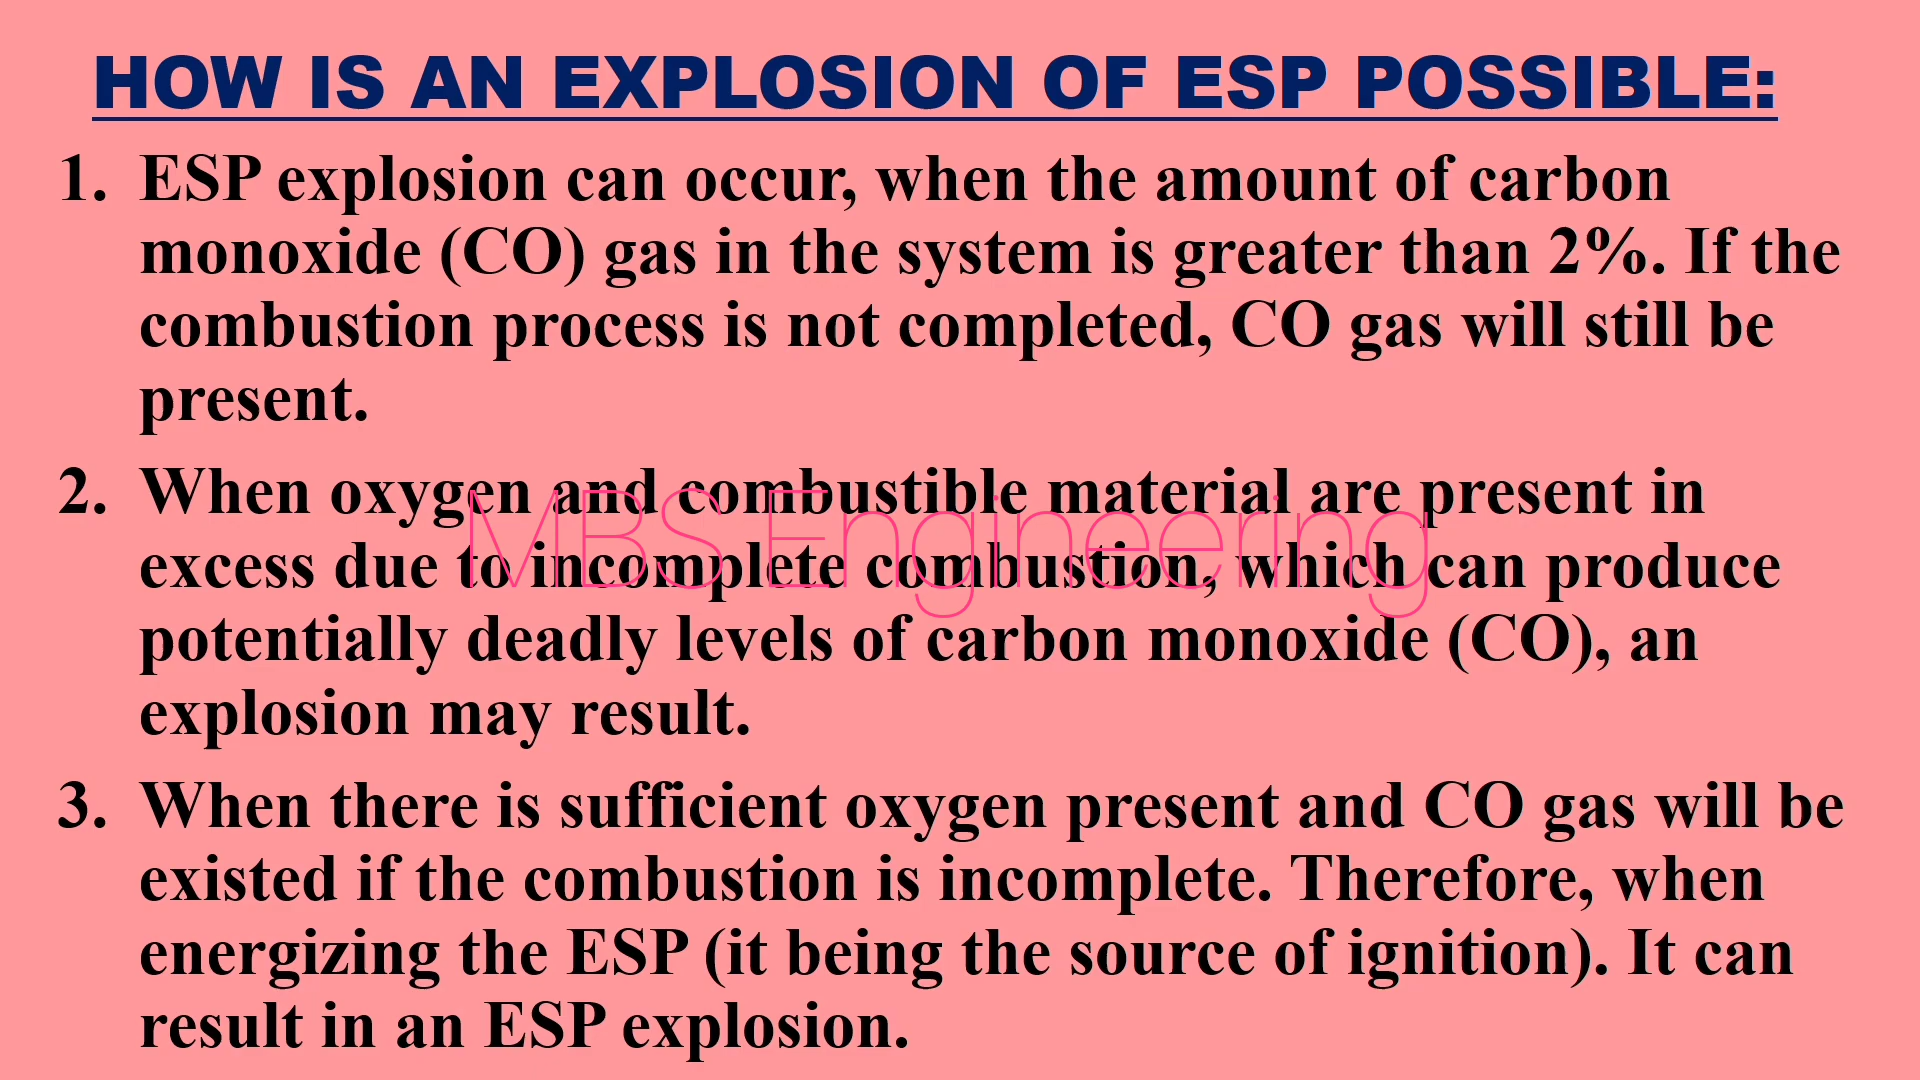 HOW IS AN EXPLOSION OF ESP POSSIBLE:
1. ESP explosion can occur, when the amount of carbon
monoxide (CO) gas in the system is greater than 2%. If the
combustion process is not completed, CO gas will still be
present.
2. When oxygen and combustible material are present in
excess due to incomplete combustion, which can produce
potentially deadly levels of carbon monoxide (CO), an
explosion may result.
MBS Engineering
3. When there is sufficient oxygen present and CO gas will be
existed if the combustion is incomplete. Therefore, when
energizing the ESP (it being the source of ignition). It can
result in an ESP explosion.